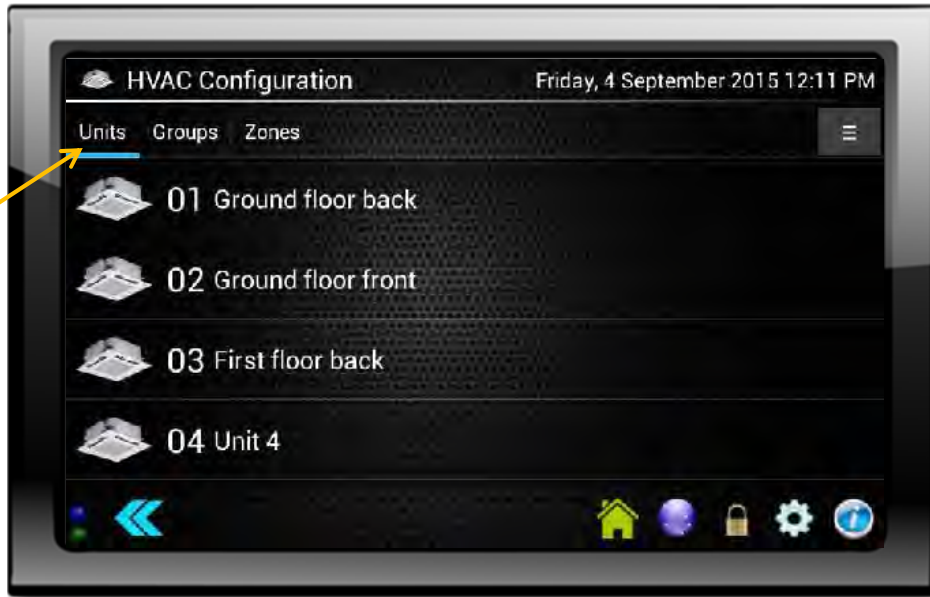 HVAC Configuration Friday, 4 September 2015 12:11 PM
Units Groups Zones
01 Ground floor back
02 Ground floor front
03 First floor back
04 Unit 4